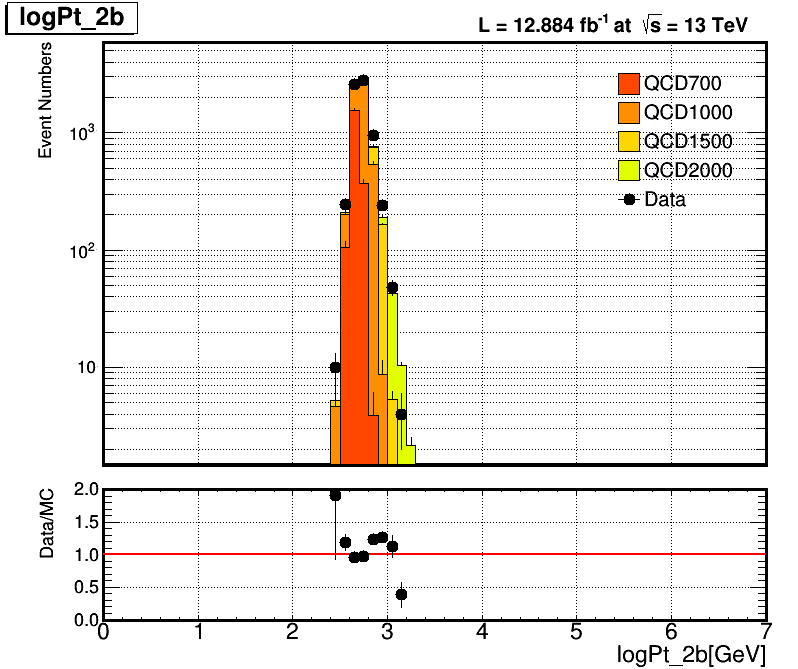 logPt_2b
L = 12.884 fb⁻¹ at √s = 13 TeV
Event Numbers
10³
10²
10
QCD700
QCD1000
QCD1500
QCD2000
Data
Data/MC
2.0
1.5
1.0
0.5
0.0
0 1 2 3 4 5 6 7
logPt_2b[GeV]